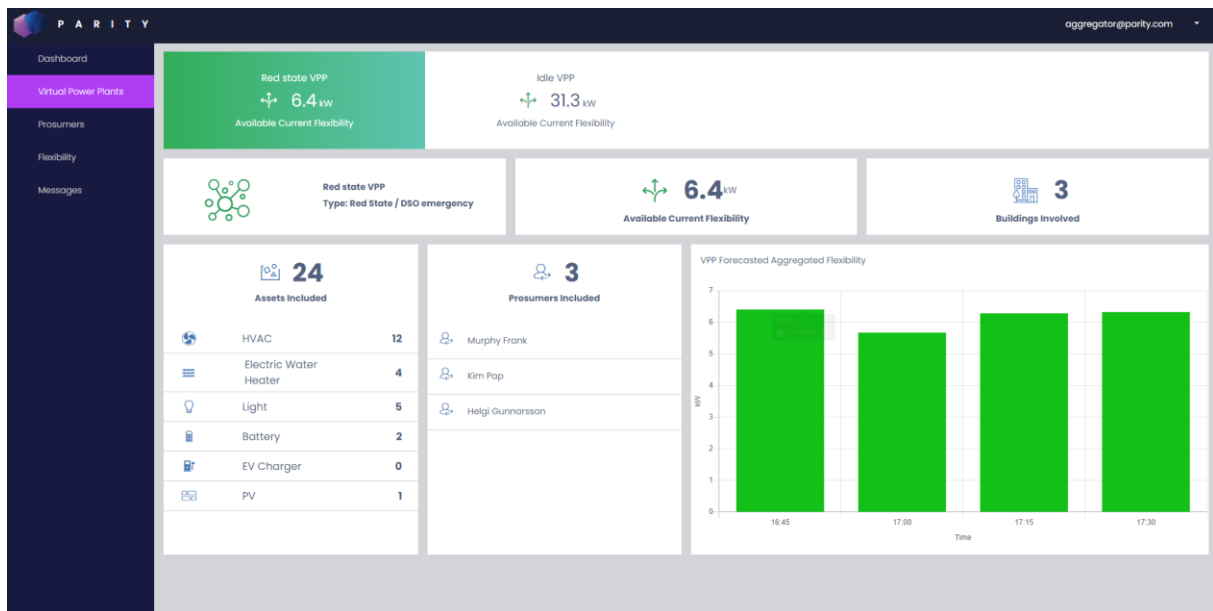 PARITY
aggregator@parity.com
Dashboard
Virtual Power Plants
Prosumers
Flexibility
Messages
Red state VPP
6.4 kW
Available Current Flexibility
Idle VPP
31.3 kW
Available Current Flexibility
Red state VPP
Type: Red State / DSO emergency
6.4 kW
Available Current Flexibility
3
Buildings Involved
24
Assets Included
HVAC 12
Electric Water
Heater 4
Light 5
Battery 2
EV Charger 0
PV 1
3
Prosumers Included
Murphy Frank
Kim Pap
Helgi Gunnarsson
VPP Forecasted Aggregated Flexibility
7
6
5
4
3
2
1
0
kW
16:45 17:00 17:15 17:30
Time